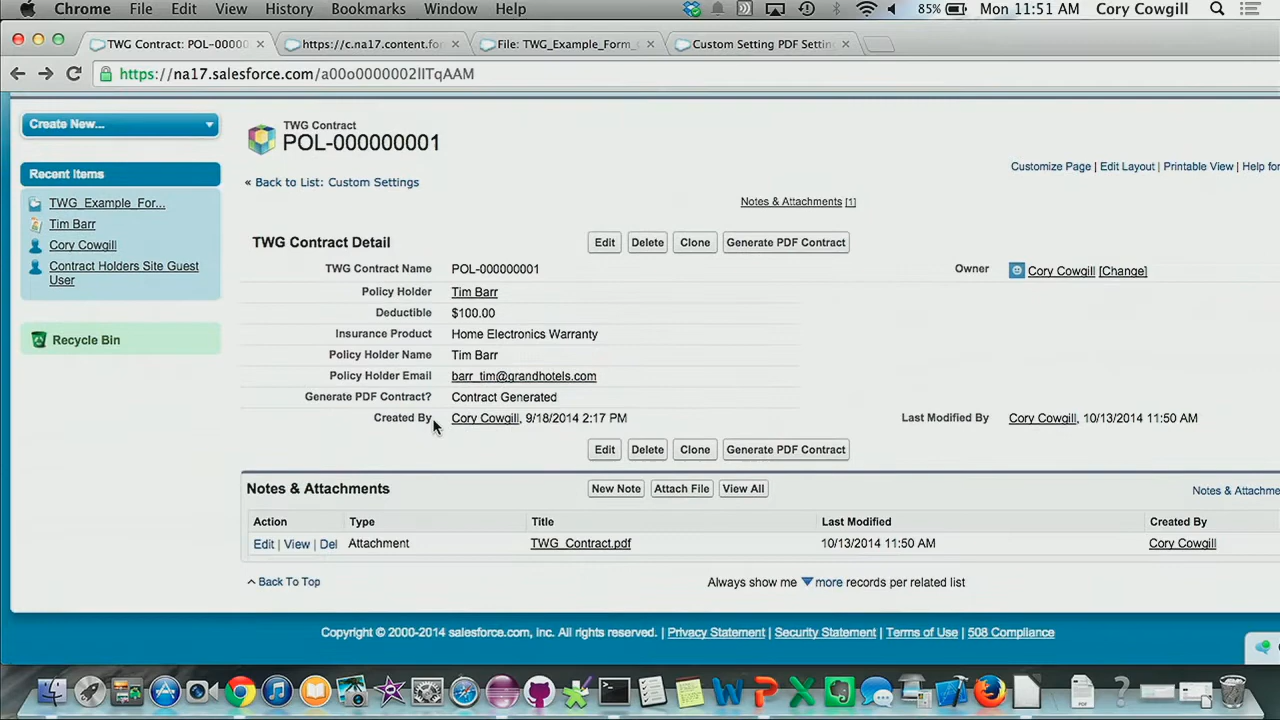 Chrome File Edit View History Bookmarks Window Help 85% Mon 11:51 AM Cory Cowgill
TWG Contract: POL-00000 https://c.na17.content.for File: TWG_Example_Form_ Custom Setting PDF Settin
https://na17.salesforce.com/a00o0000002IITqAAM
Create New...
TWG Contract
POL-000000001
Customize Page | Edit Layout | Printable View | Help for
Recent Items
« Back to List: Custom Settings
TWG_Example_For...
Notes & Attachments [1]
Tim Barr
Cory Cowgill
Contract Holders Site Guest
User
Recycle Bin
TWG Contract Detail Edit Delete Clone Generate PDF Contract
TWG Contract Name POL-000000001 Owner Cory Cowgill [Change]
Policy Holder Tim Barr
Deductible $100.00
Insurance Product Home Electronics Warranty
Policy Holder Name Tim Barr
Policy Holder Email barr_tim@grandhotels.com
Generate PDF Contract? Contract Generated
Created By Cory Cowgill, 9/18/2014 2:17 PM Last Modified By Cory Cowgill, 10/13/2014 11:50 AM
Edit Delete Clone Generate PDF Contract
Notes & Attachments New Note Attach File View All Notes & Attachme
Action Type Title Last Modified Created By
Edit | View | Del Attachment TWG_Contract.pdf 10/13/2014 11:50 AM Cory Cowgill
Back To Top Always show me more records per related list
Copyright © 2000-2014 salesforce.com, inc. All rights reserved. | Privacy Statement | Security Statement | Terms of Use | 508 Compliance